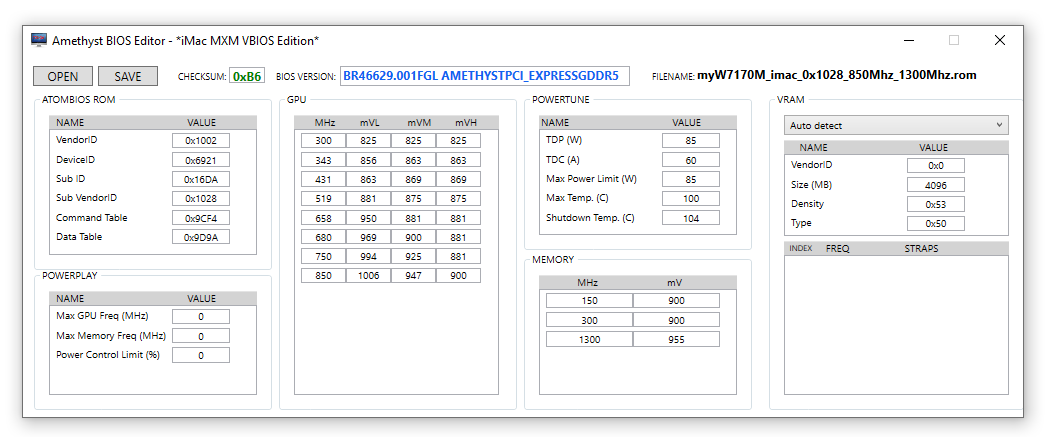 Amethyst BIOS Editor - *iMac MXM VBIOS Edition*
OPEN SAVE CHECKSUM: 0xB6 BIOS VERSION: BR46629.001FGL AMETHYSTPCI_EXPRESSGDDR5 FILENAME: myW7170M_imac_0x1028_850Mhz_1300Mhz.rom
ATOMBIOS ROM
NAME VALUE
VendorID 0x1002
DeviceID 0x6921
Sub ID 0x16DA
Sub VendorID 0x1028
Command Table 0x9CF4
Data Table 0x9D9A
POWERPLAY
NAME VALUE
Max GPU Freq (MHz) 0
Max Memory Freq (MHz) 0
Power Control Limit (%) 0
GPU
MHz mVL mVM mVH
300 825 825 825
343 856 863 863
431 863 869 869
519 881 875 875
658 950 881 881
680 969 900 881
750 994 925 881
850 1006 947 900
POWERTUNE
NAME VALUE
TDP (W) 85
TDC (A) 60
Max Power Limit (W) 85
Max Temp. (C) 100
Shutdown Temp. (C) 104
MEMORY
MHz mV
150 900
300 900
1300 955
VRAM
Auto detect
NAME VALUE
VendorID 0x0
Size (MB) 4096
Density 0x53
Type 0x50
INDEX FREQ STRAPS